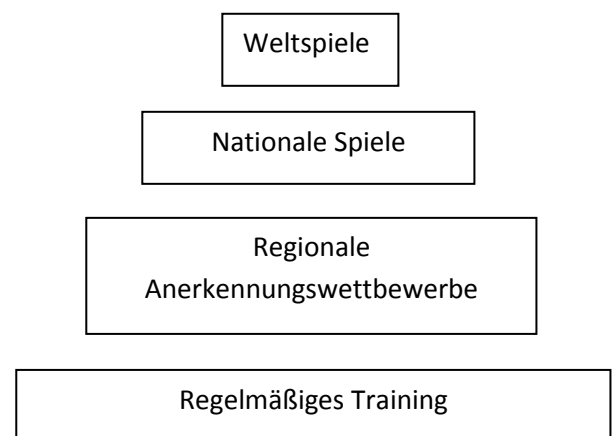 Weltspiele
Nationale Spiele
Regionale
Anerkennungswettbewerbe
Regelmäßiges Training